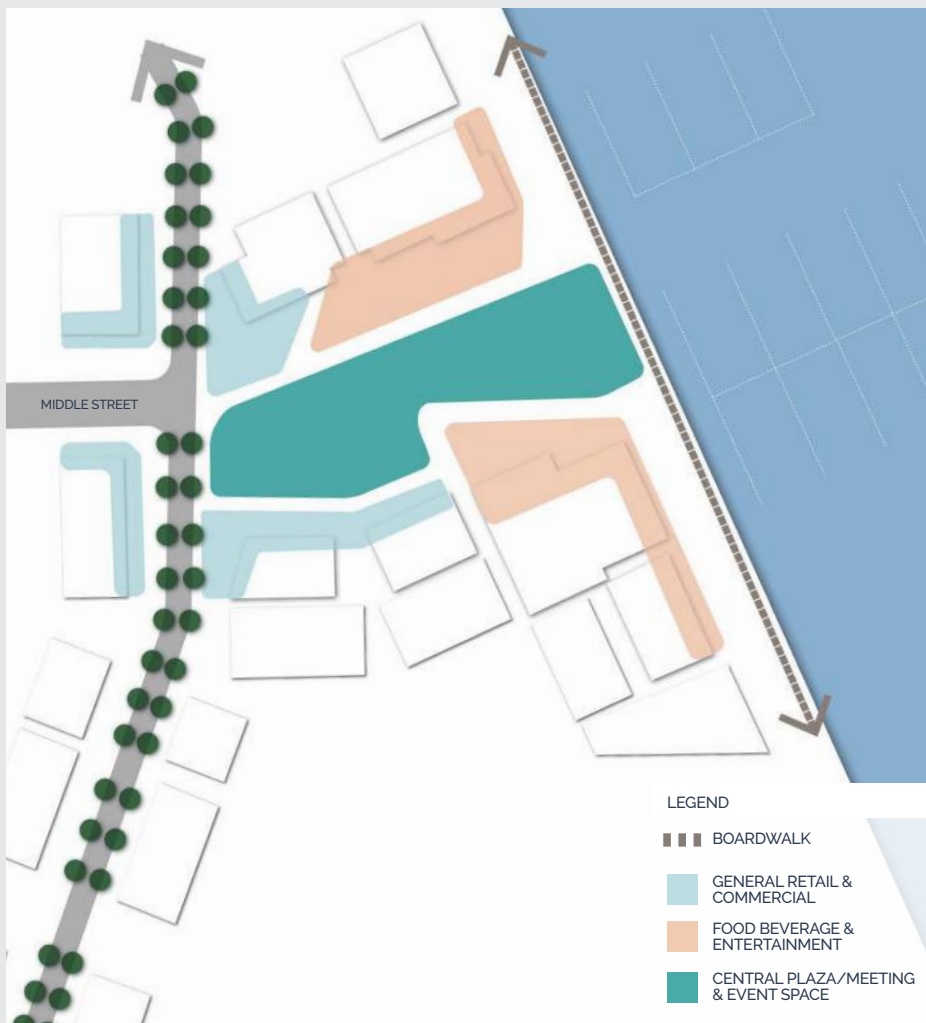 MIDDLE STREET
LEGEND
BOARDWALK
GENERAL RETAIL &
COMMERCIAL
FOOD BEVERAGE &
ENTERTAINMENT
CENTRAL PLAZA/MEETING
& EVENT SPACE